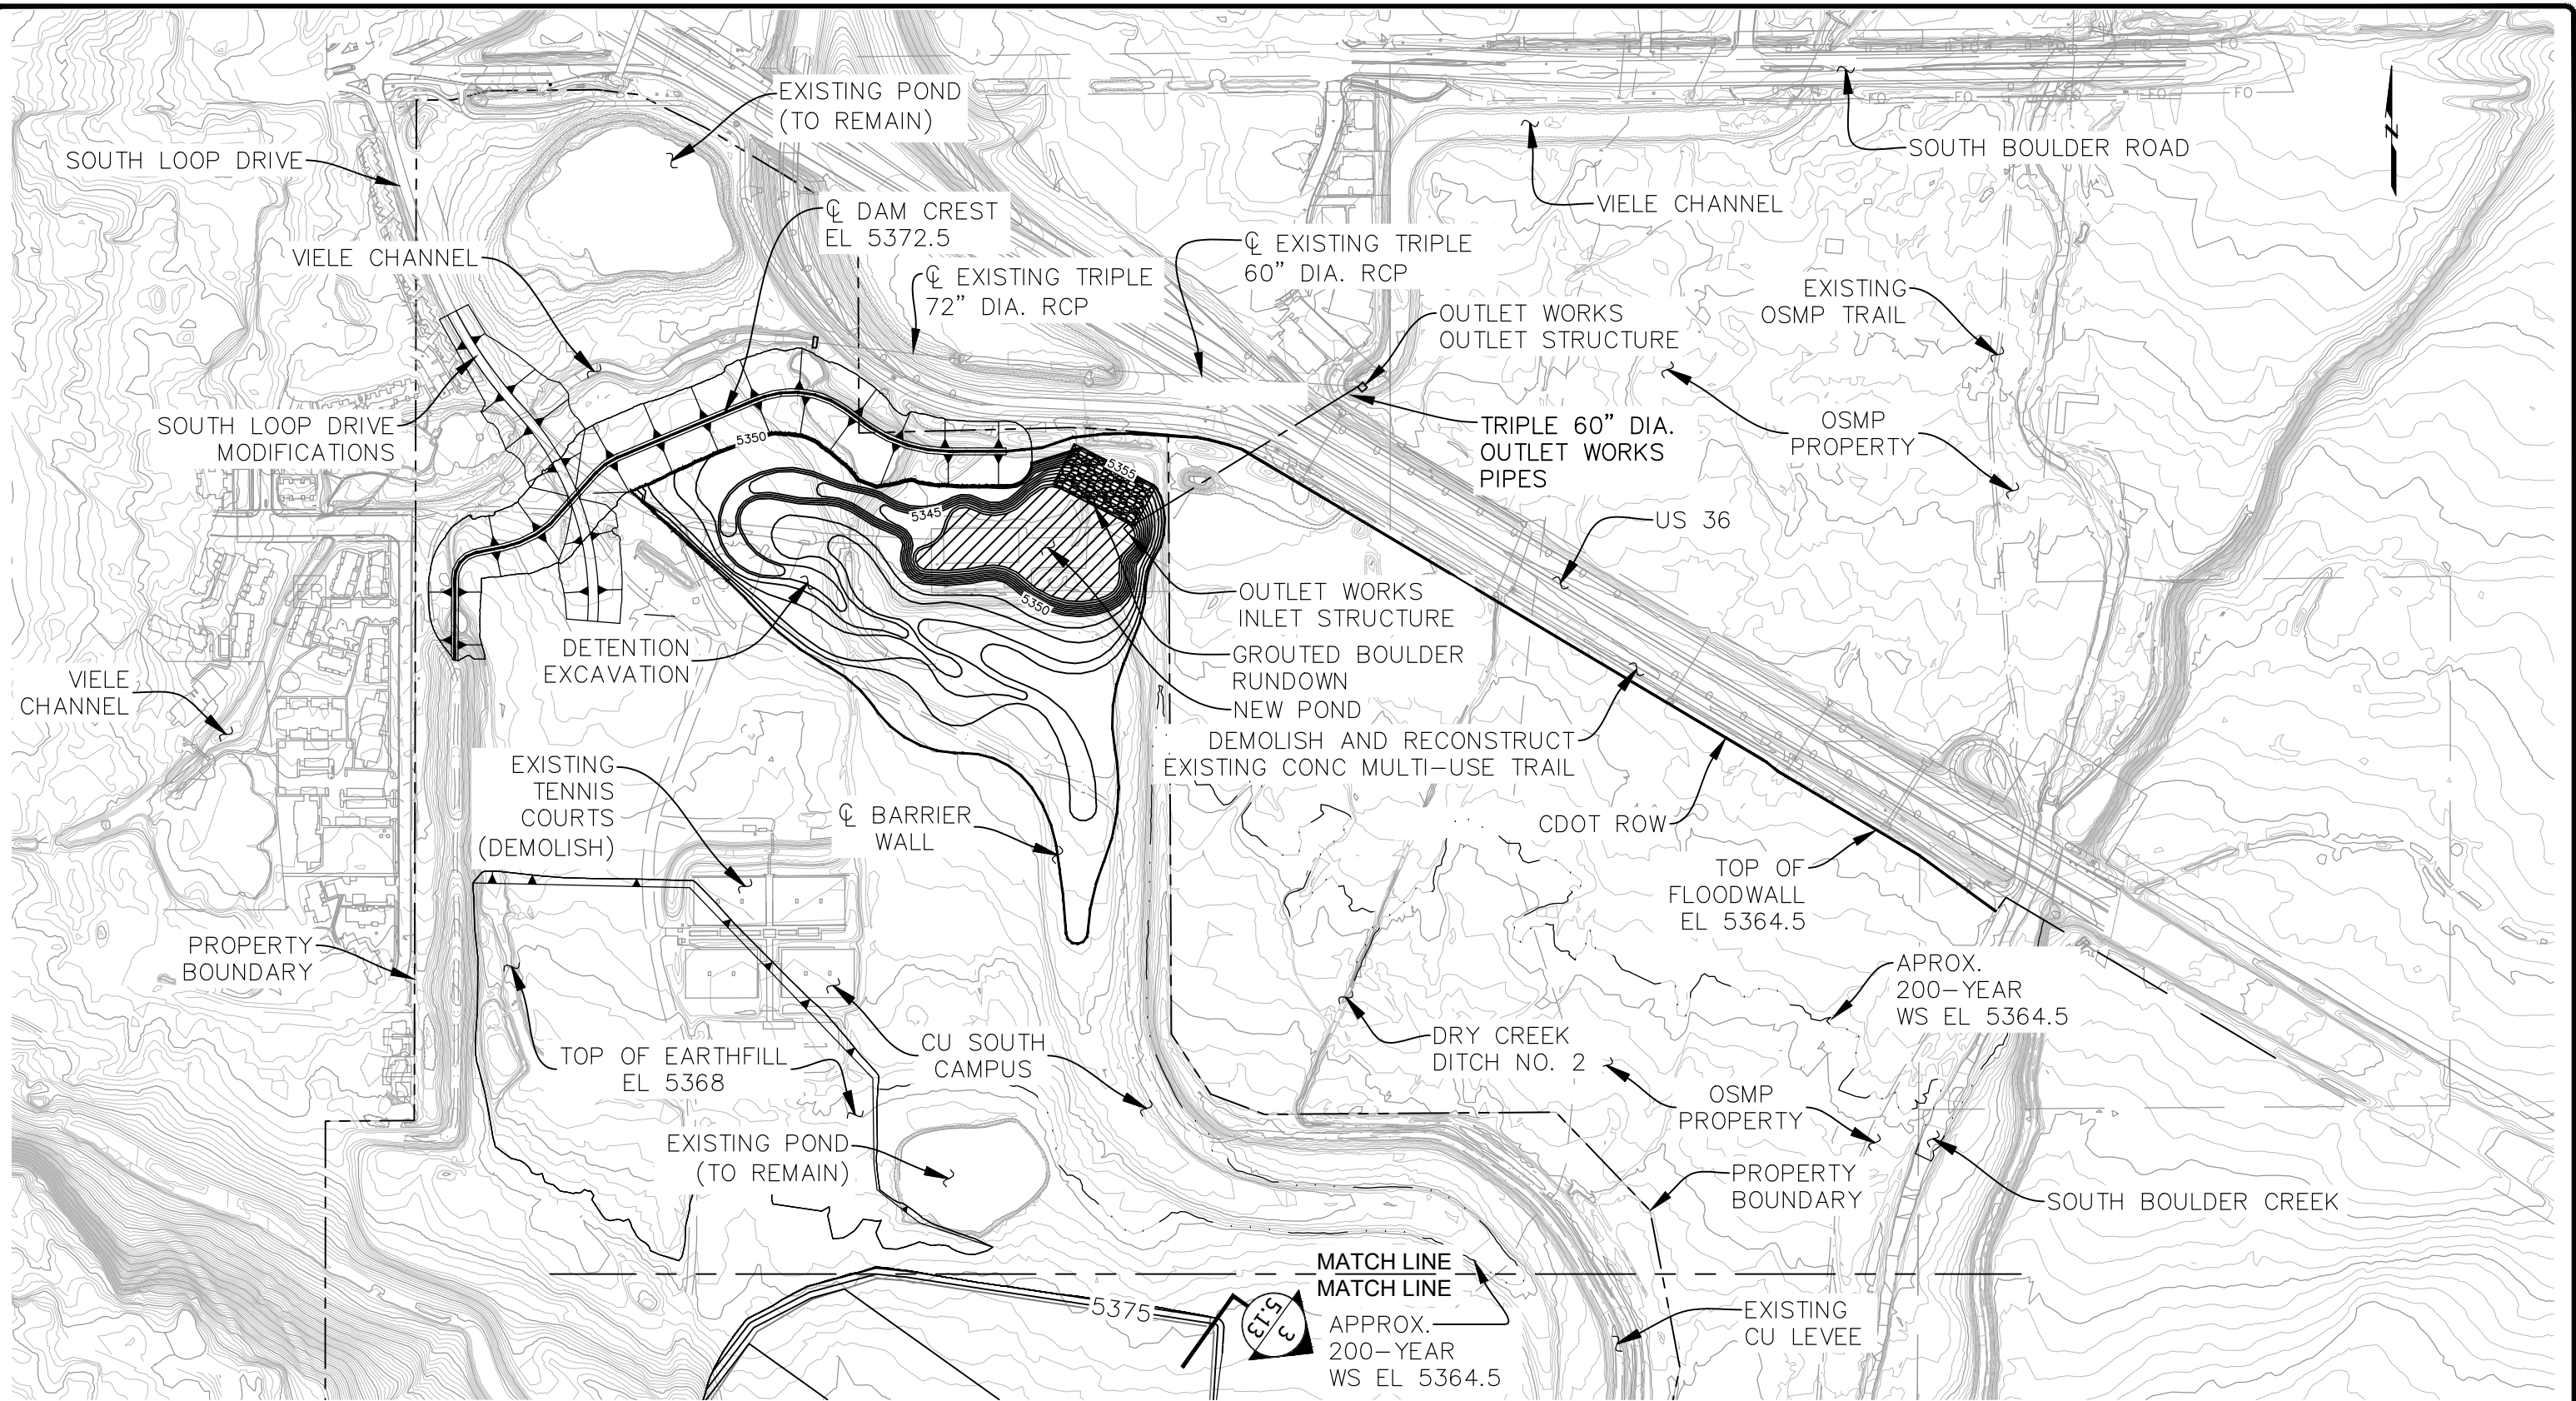 EXISTING POND
(TO REMAIN)
SOUTH LOOP DRIVE
SOUTH BOULDER ROAD
VIELE CHANNEL
℄ DAM CREST
EL 5372.5
VIELE CHANNEL
℄ EXISTING TRIPLE
60" DIA. RCP
℄ EXISTING TRIPLE
72" DIA. RCP
EXISTING
OSMP TRAIL
OUTLET WORKS
OUTLET STRUCTURE
SOUTH LOOP DRIVE
MODIFICATIONS
TRIPLE 60" DIA.
OUTLET WORKS
PIPES
OSMP
PROPERTY
5350
5355
5345
5350
US 36
OUTLET WORKS
INLET STRUCTURE
DETENTION
EXCAVATION
GROUTED BOULDER
RUNDOWN
NEW POND
VIELE
CHANNEL
DEMOLISH AND RECONSTRUCT
EXISTING CONC MULTI-USE TRAIL
EXISTING
TENNIS
COURTS
(DEMOLISH)
℄ BARRIER
WALL
CDOT ROW
TOP OF
FLOODWALL
EL 5364.5
PROPERTY
BOUNDARY
APROX.
200-YEAR
WS EL 5364.5
TOP OF EARTHFILL
EL 5368
CU SOUTH
CAMPUS
DRY CREEK
DITCH NO. 2
OSMP
PROPERTY
EXISTING POND
(TO REMAIN)
PROPERTY
BOUNDARY
SOUTH BOULDER CREEK
MATCH LINE
MATCH LINE
5375
3
5.13
APPROX.
200-YEAR
WS EL 5364.5
EXISTING
CU LEVEE
N
FO
FO
FO
FO
FO
FO
FO